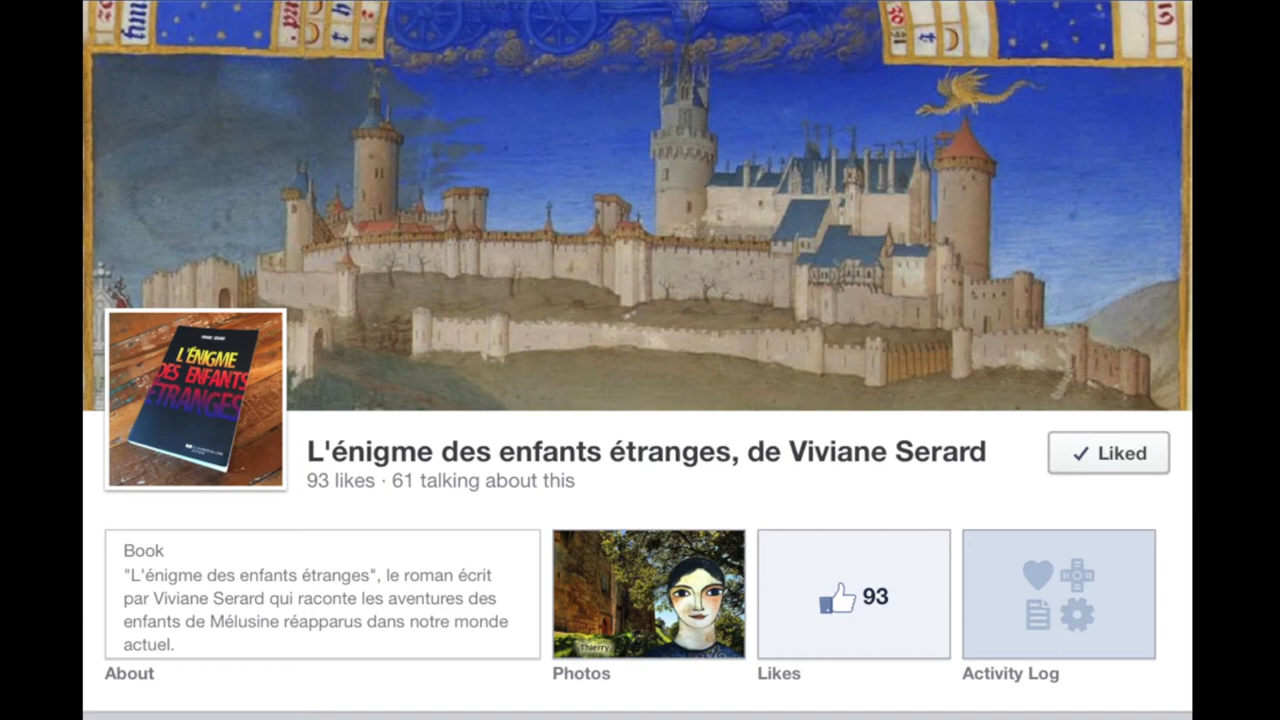 VIVIANE SERARD
L'ÉNIGME
DES ENFANTS
ÉTRANGES
L'énigme des enfants étranges, de Viviane Serard
93 likes · 61 talking about this
Liked
Book
"L'énigme des enfants étranges", le roman écrit
par Viviane Serard qui raconte les aventures des
enfants de Mélusine réapparus dans notre monde
actuel.
Thierry
93
About
Photos
Likes
Activity Log